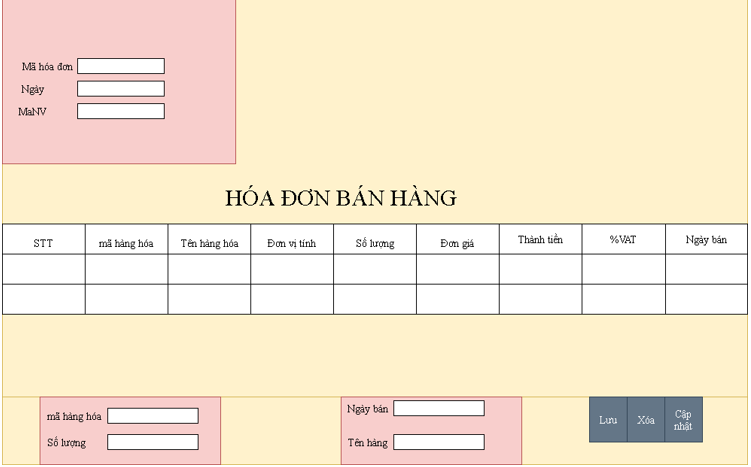 Mã hóa đơn
Ngày
MaNV
HÓA ĐƠN BÁN HÀNG
STT mã hàng hóa Tên hàng hóa Đơn vị tính Số lượng Đơn giá Thành tiền %VAT Ngày bán
mã hàng hóa
Số lượng
Ngày bán
Tên hàng
Lưu
Xóa
Cập
nhật